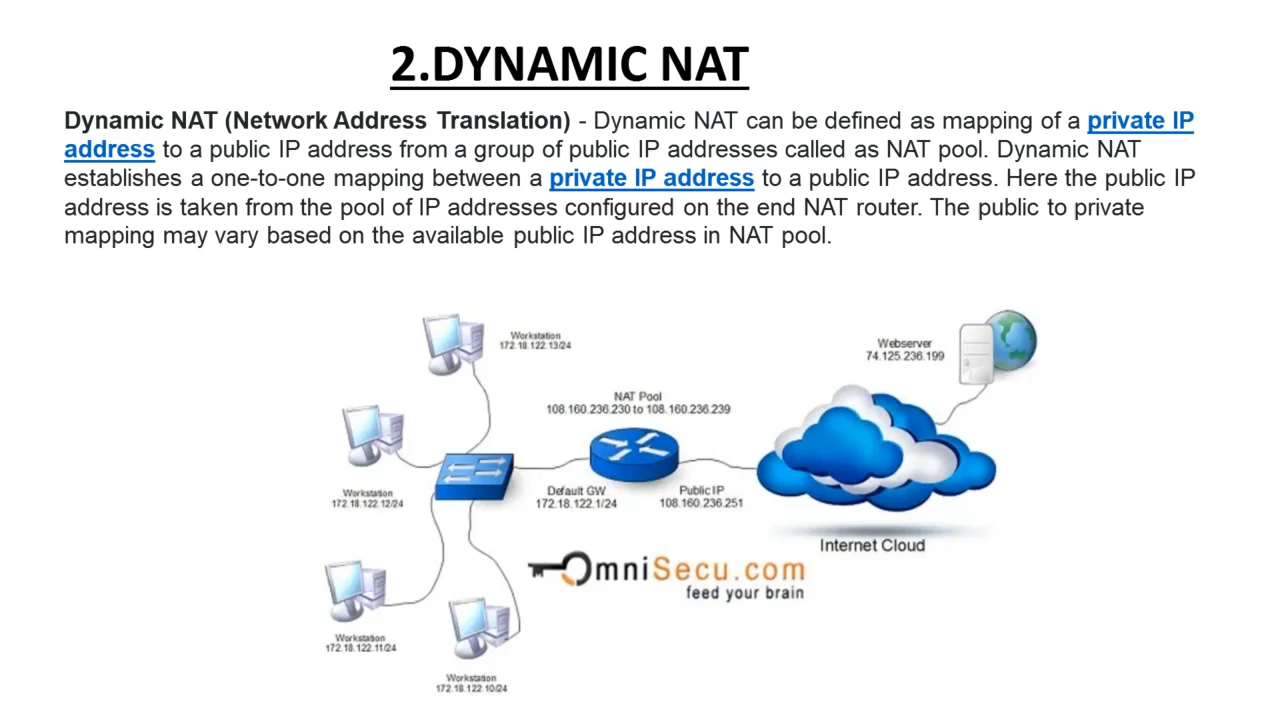 2.DYNAMIC NAT
Dynamic NAT (Network Address Translation) - Dynamic NAT can be defined as mapping of a private IP
address to a public IP address from a group of public IP addresses called as NAT pool. Dynamic NAT
establishes a one-to-one mapping between a private IP address to a public IP address. Here the public IP
address is taken from the pool of IP addresses configured on the end NAT router. The public to private
mapping may vary based on the available public IP address in NAT pool.
Workstation
172.18.122.13/24
Webserver
74.125.236.199
NAT Pool
108.160.236.230 to 108.160.236.239
Workstation
172.18.122.12/24
Default GW
172.18.122.1/24
Public IP
108.160.236.251
Internet Cloud
OmniSecu.com
feed your brain
Workstation
172.18.122.11/24
Workstation
172.18.122.10/24